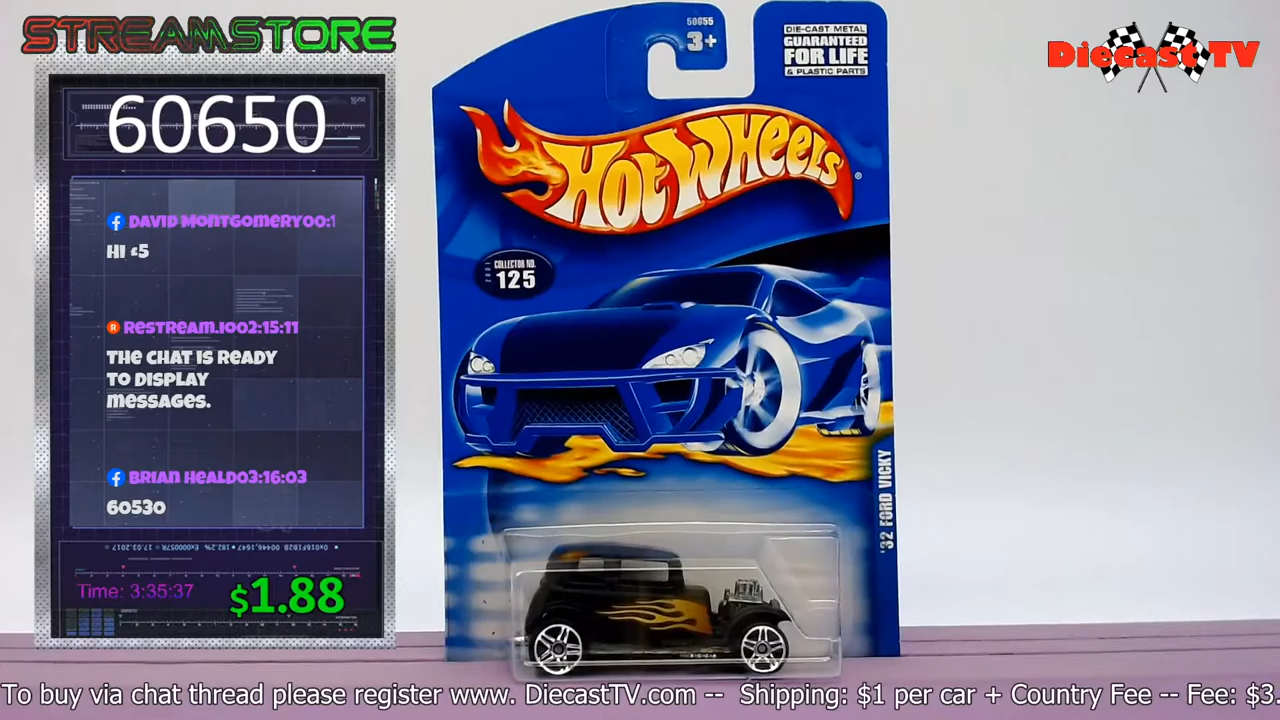 STREAMSTORE
60650
DAVID MONTGOMERY00:1
HI €5
RESTREAM.IO02:15:11
THE CHAT IS READY
TO DISPLAY
MESSAGES.
BRIAN HEALD03:16:03
60530
Time: 3:35:37
$1.88
50055
3+
DIE-CAST METAL
GUARANTEED
FOR LIFE
& PLASTIC PARTS
HOT WHEELS
®
COLLECTOR NO.
125
'32 FORD VICKY
Diecast TV
To buy via chat thread please register www. DiecastTV.com -- Shipping: $1 per car + Country Fee -- Fee: $3.